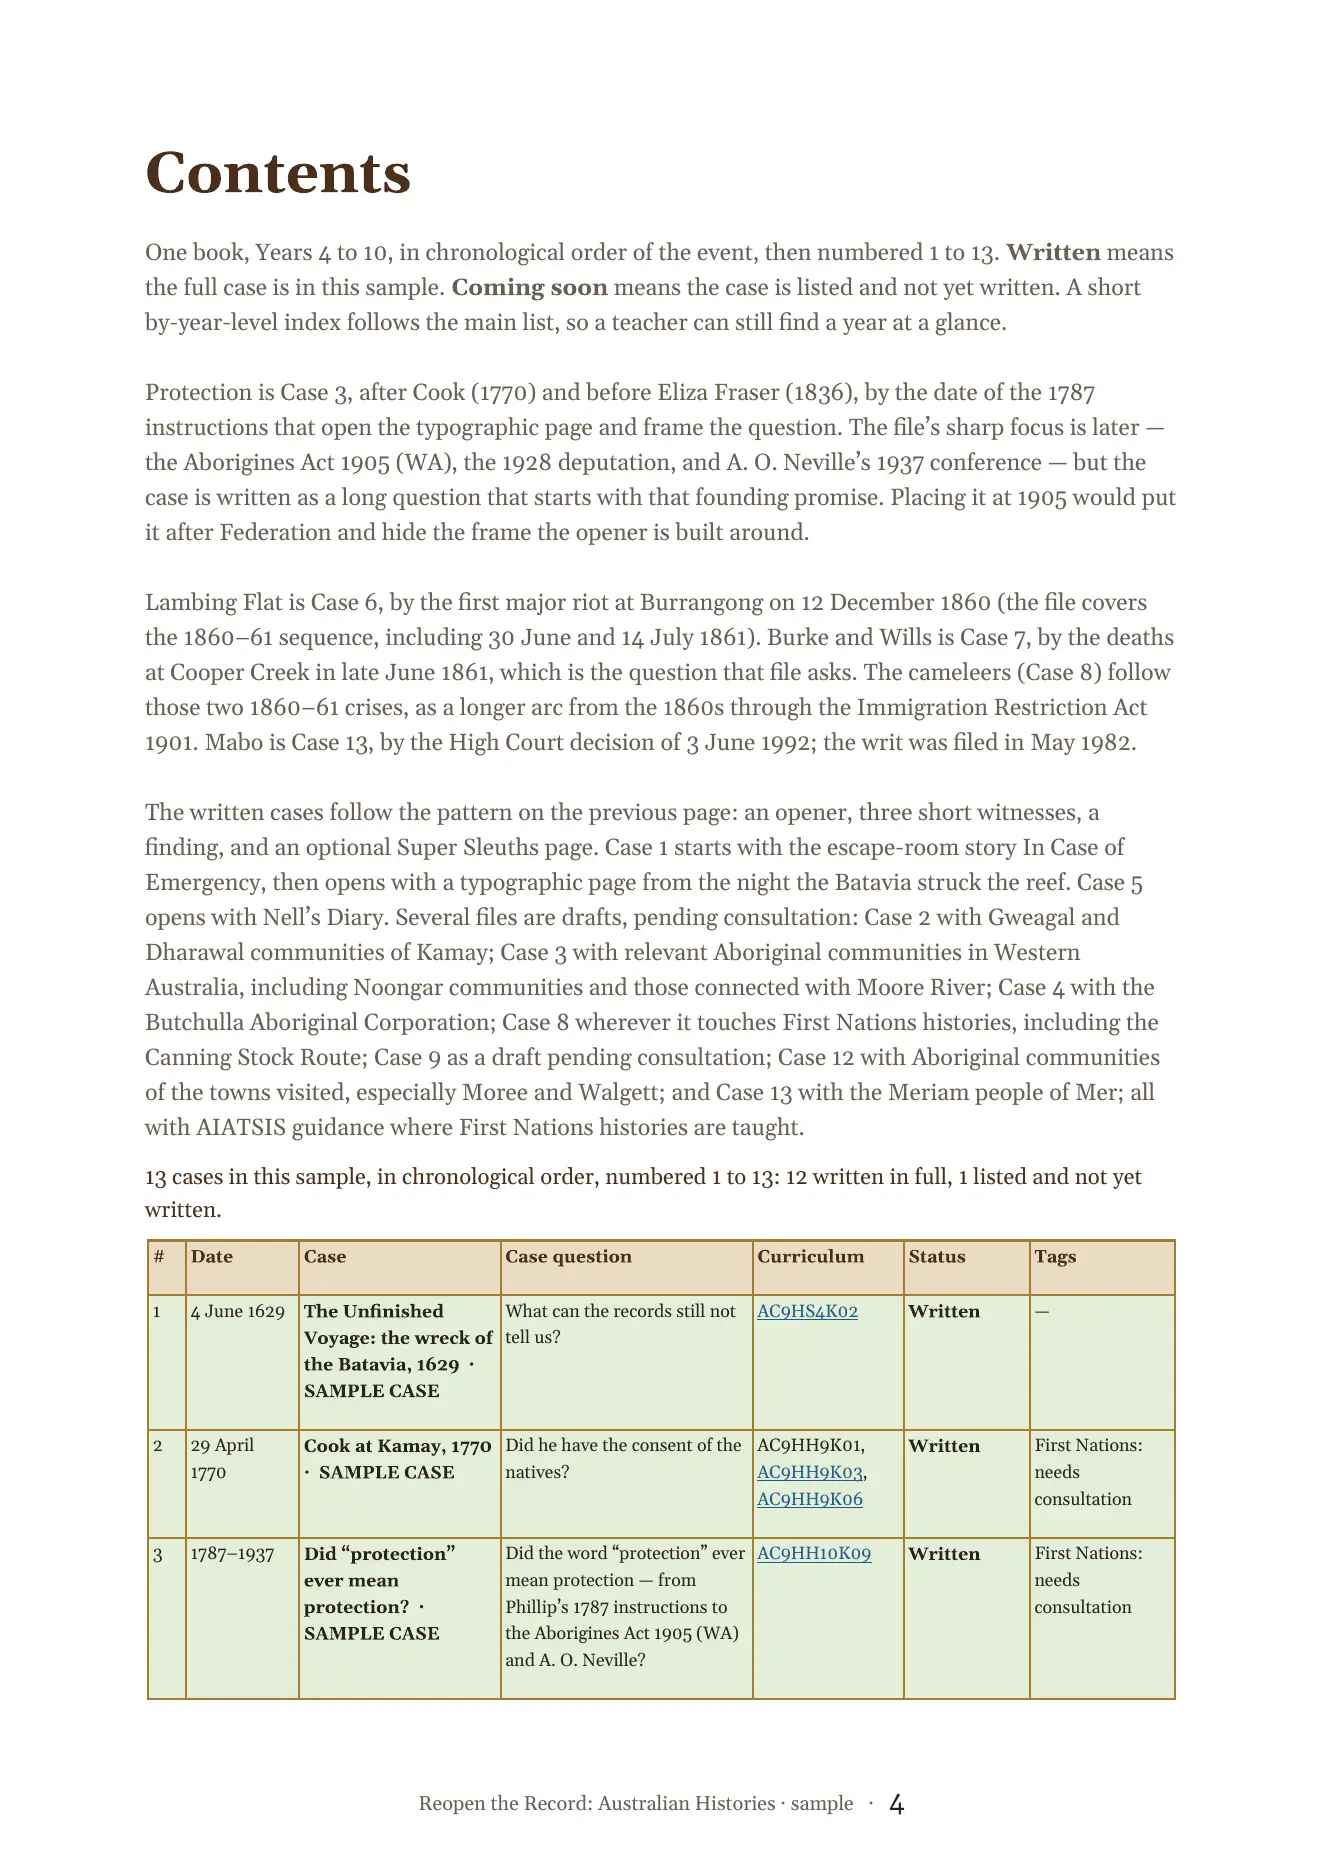 Contents
One book, Years 4 to 10, in chronological order of the event, then numbered 1 to 13. Written means
the full case is in this sample. Coming soon means the case is listed and not yet written. A short
by-year-level index follows the main list, so a teacher can still find a year at a glance.
Protection is Case 3, after Cook (1770) and before Eliza Fraser (1836), by the date of the 1787
instructions that open the typographic page and frame the question. The file’s sharp focus is later —
the Aborigines Act 1905 (WA), the 1928 deputation, and A. O. Neville’s 1937 conference — but the
case is written as a long question that starts with that founding promise. Placing it at 1905 would put
it after Federation and hide the frame the opener is built around.
Lambing Flat is Case 6, by the first major riot at Burrangong on 12 December 1860 (the file covers
the 1860–61 sequence, including 30 June and 14 July 1861). Burke and Wills is Case 7, by the deaths
at Cooper Creek in late June 1861, which is the question that file asks. The cameleers (Case 8) follow
those two 1860–61 crises, as a longer arc from the 1860s through the Immigration Restriction Act
1901. Mabo is Case 13, by the High Court decision of 3 June 1992; the writ was filed in May 1982.
The written cases follow the pattern on the previous page: an opener, three short witnesses, a
finding, and an optional Super Sleuths page. Case 1 starts with the escape-room story In Case of
Emergency, then opens with a typographic page from the night the Batavia struck the reef. Case 5
opens with Nell’s Diary. Several files are drafts, pending consultation: Case 2 with Gweagal and
Dharawal communities of Kamay; Case 3 with relevant Aboriginal communities in Western
Australia, including Noongar communities and those connected with Moore River; Case 4 with the
Butchulla Aboriginal Corporation; Case 8 wherever it touches First Nations histories, including the
Canning Stock Route; Case 9 as a draft pending consultation; Case 12 with Aboriginal communities
of the towns visited, especially Moree and Walgett; and Case 13 with the Meriam people of Mer; all
with AIATSIS guidance where First Nations histories are taught.
13 cases in this sample, in chronological order, numbered 1 to 13: 12 written in full, 1 listed and not yet
written.
# Date Case Case question Curriculum Status Tags
1 4 June 1629 The Unfinished What can the records still not AC9HS4K02 Written —
Voyage: the wreck of tell us?
the Batavia, 1629 ·
SAMPLE CASE
2 29 April Cook at Kamay, 1770 Did he have the consent of the AC9HH9K01, Written First Nations:
1770 · SAMPLE CASE natives? AC9HH9K03, needs
AC9HH9K06 consultation
3 1787–1937 Did “protection” Did the word “protection” ever AC9HH10K09 Written First Nations:
ever mean mean protection — from needs
protection? · Phillip’s 1787 instructions to consultation
SAMPLE CASE the Aborigines Act 1905 (WA)
and A. O. Neville?
Reopen the Record: Australian Histories · sample · 4